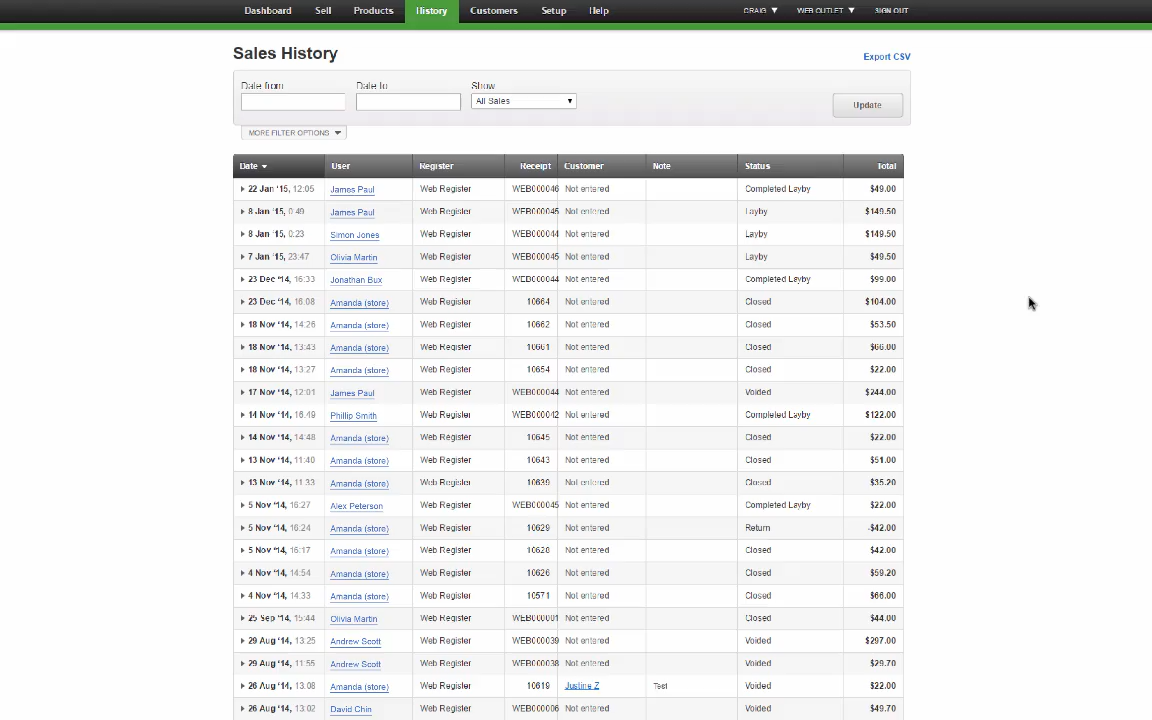 Dashboard Sell Products History Customers Setup Help CRAIG ▼ WEB OUTLET ▼ SIGN OUT
Sales History Export CSV
Date from Date to Show
All Sales ▼ Update
MORE FILTER OPTIONS ▼
Date User Register Receipt Customer Note Status Total
22 Jan '15, 12:05 James Paul Web Register WEB000046 Not entered Completed Layby $49.00
8 Jan '15, 0:49 James Paul Web Register WEB000045 Not entered Layby $149.50
8 Jan '15, 0:23 Simon Jones Web Register WEB000044 Not entered Layby $149.50
7 Jan '15, 23:47 Olivia Martin Web Register WEB000045 Not entered Layby $49.50
23 Dec '14, 16:33 Jonathan Bux Web Register WEB000044 Not entered Completed Layby $99.00
23 Dec '14, 16:08 Amanda (store) Web Register 10664 Not entered Closed $104.00
18 Nov '14, 14:26 Amanda (store) Web Register 10662 Not entered Closed $53.50
18 Nov '14, 13:43 Amanda (store) Web Register 10661 Not entered Closed $66.00
18 Nov '14, 13:27 Amanda (store) Web Register 10654 Not entered Closed $22.00
17 Nov '14, 12:01 James Paul Web Register WEB000044 Not entered Voided $244.00
14 Nov '14, 16:49 Phillip Smith Web Register WEB000042 Not entered Completed Layby $122.00
14 Nov '14, 14:48 Amanda (store) Web Register 10645 Not entered Closed $22.00
13 Nov '14, 11:40 Amanda (store) Web Register 10643 Not entered Closed $51.00
13 Nov '14, 11:33 Amanda (store) Web Register 10639 Not entered Closed $35.20
5 Nov '14, 16:27 Alex Peterson Web Register WEB000045 Not entered Completed Layby $22.00
5 Nov '14, 16:24 Amanda (store) Web Register 10629 Not entered Return -$42.00
5 Nov '14, 16:17 Amanda (store) Web Register 10628 Not entered Closed $42.00
4 Nov '14, 14:54 Amanda (store) Web Register 10626 Not entered Closed $59.20
4 Nov '14, 14:33 Amanda (store) Web Register 10571 Not entered Closed $66.00
25 Sep '14, 15:44 Olivia Martin Web Register WEB000001 Not entered Closed $44.00
29 Aug '14, 13:25 Andrew Scott Web Register WEB000039 Not entered Voided $297.00
29 Aug '14, 11:55 Andrew Scott Web Register WEB000038 Not entered Voided $29.70
26 Aug '14, 13:08 Amanda (store) Web Register 10619 Justine Z Test Voided $22.00
26 Aug '14, 13:02 David Chin Web Register WEB000006 Not entered Voided $49.70